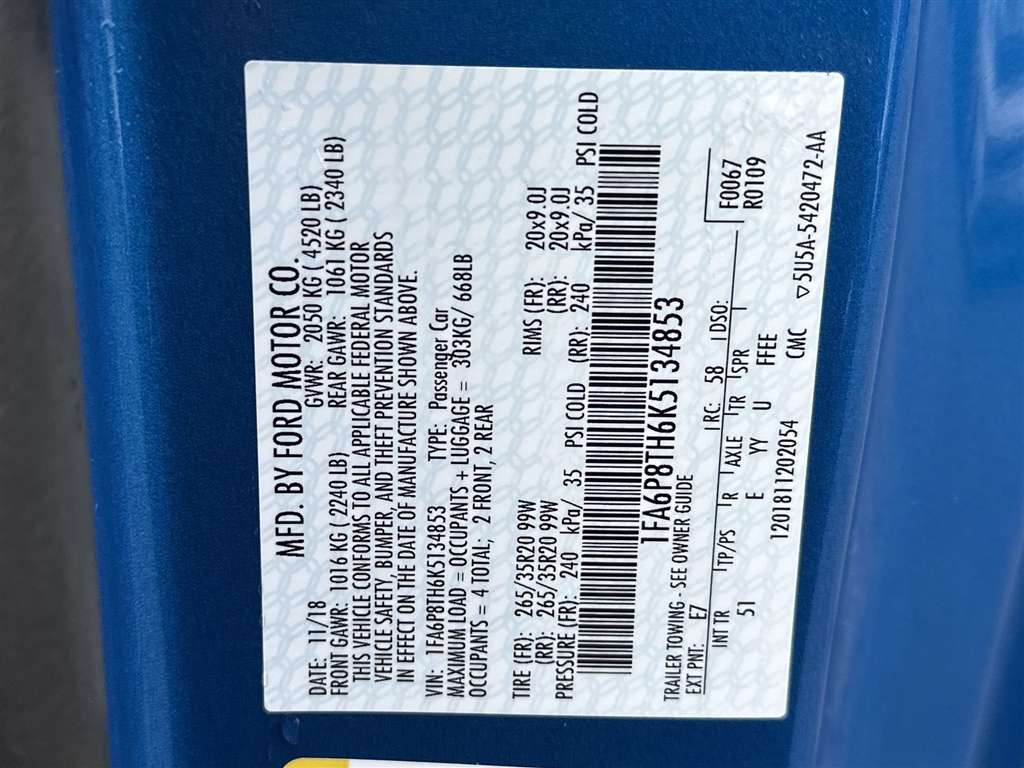 MFD. BY FORD MOTOR CO.
DATE: 11/18 GVWR: 2050 KG ( 4520 LB)
FRONT GAWR: 1016 KG ( 2240 LB) REAR GAWR: 1061 KG ( 2340 LB)
THIS VEHICLE CONFORMS TO ALL APPLICABLE FEDERAL MOTOR
VEHICLE SAFETY, BUMPER, AND THEFT PREVENTION STANDARDS
IN EFFECT ON THE DATE OF MANUFACTURE SHOWN ABOVE.
VIN: 1FA6P8TH6K5134853 TYPE: Passenger Car
MAXIMUM LOAD = OCCUPANTS + LUGGAGE = 303KG/ 668LB
OCCUPANTS = 4 TOTAL; 2 FRONT, 2 REAR
TIRE (FR): 265/35R20 99W RIMS (FR): 20x9.0J
(RR): 265/35R20 99W (RR): 20x9.0J
PRESSURE (FR): 240 kPa/ 35 PSI COLD (RR): 240 kPa/ 35 PSI COLD
1FA6P8TH6K5134853
TRAILER TOWING - SEE OWNER GUIDE
EXT PNT: E7 RC: 58 DSO: F0067
R0109
INT TR TP/PS R AXLE TR SPR
51 E YY U FFEE
12018112O2054 CMC ▽5U5A-5420472-AA